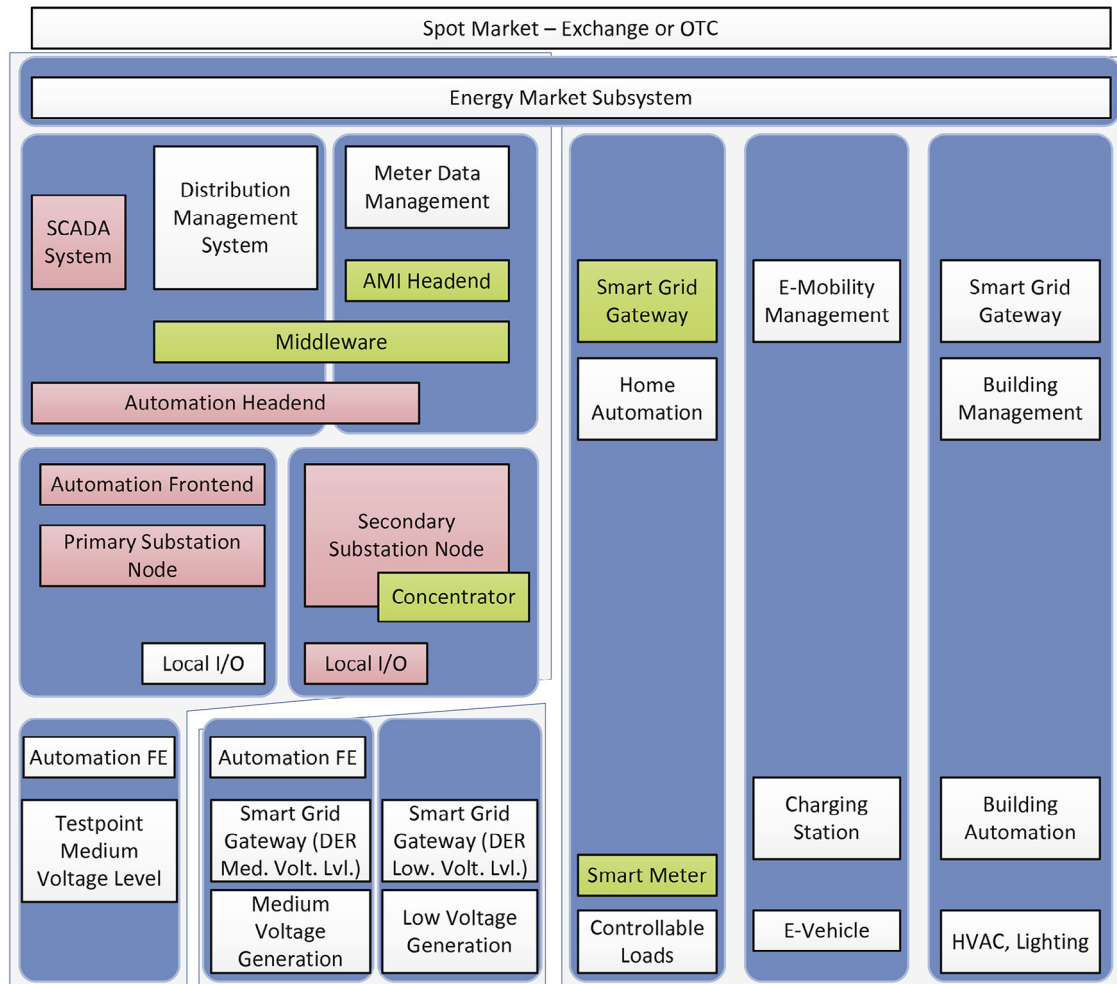 Spot Market – Exchange or OTC
Energy Market Subsystem
SCADA
System
Distribution
Management
System
Meter Data
Management
AMI Headend
Middleware
Automation Headend
Smart Grid
Gateway
Home
Automation
E-Mobility
Management
Smart Grid
Gateway
Building
Management
Automation Frontend
Primary Substation
Node
Local I/O
Secondary
Substation Node
Concentrator
Local I/O
Automation FE
Testpoint
Medium
Voltage Level
Automation FE
Smart Grid
Gateway (DER
Med. Volt. Lvl.)
Medium
Voltage
Generation
Smart Grid
Gateway (DER
Low. Volt. Lvl.)
Low Voltage
Generation
Smart Meter
Controllable
Loads
Charging
Station
E-Vehicle
Building
Automation
HVAC, Lighting